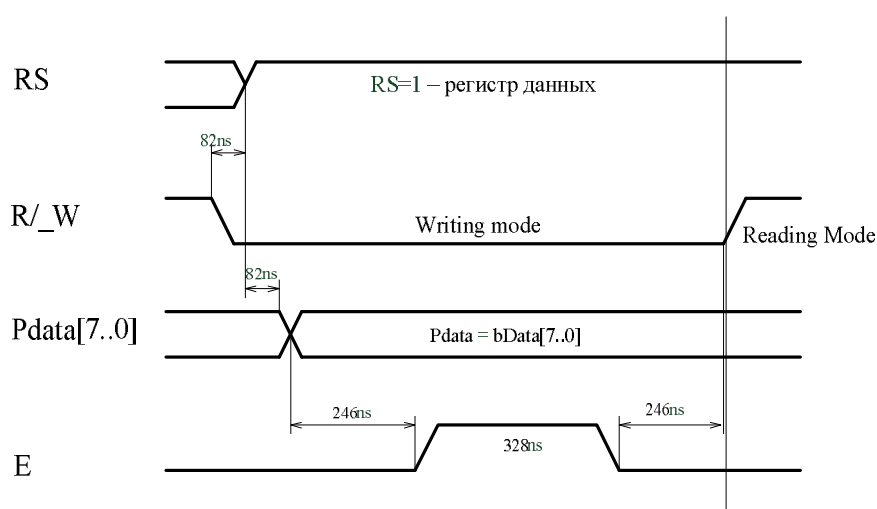 RS
RS=1 – регистр данных
82ns
R/_W
Writing mode
Reading Mode
82ns
Pdata[7..0]
Pdata = bData[7..0]
246ns
246ns
E
328ns